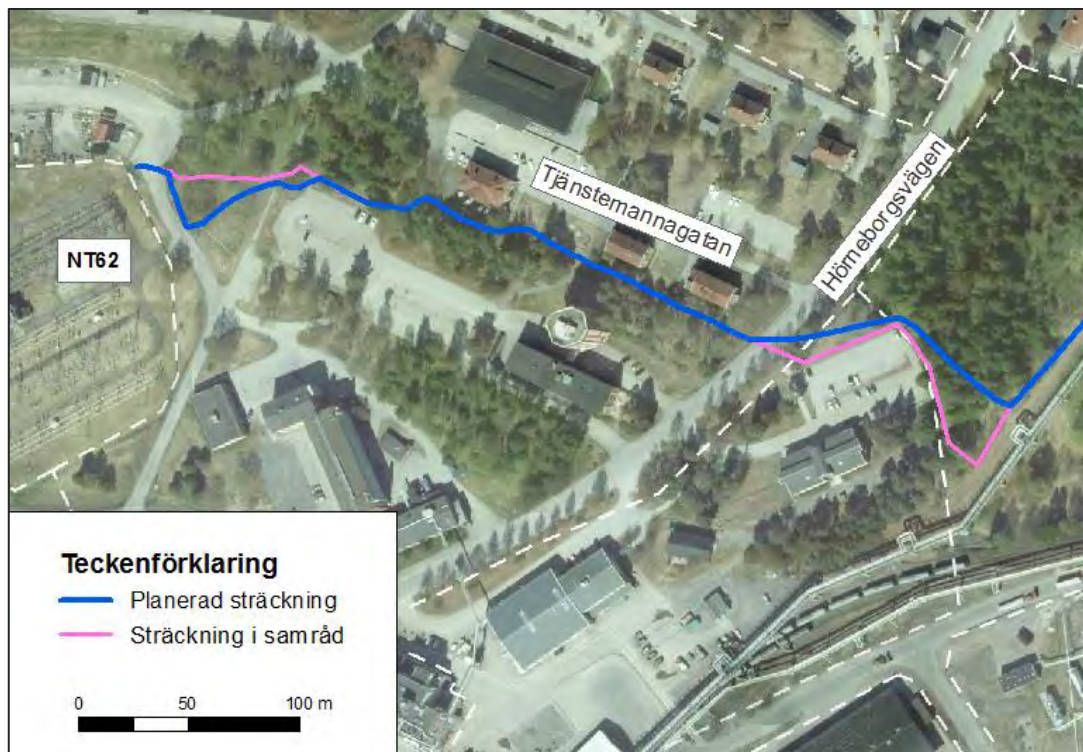 Tjänstemannagatan
Hörneborgsvägen
NT62
Teckenförklaring
Planerad sträckning
Sträckning i samråd
0 50 100 m